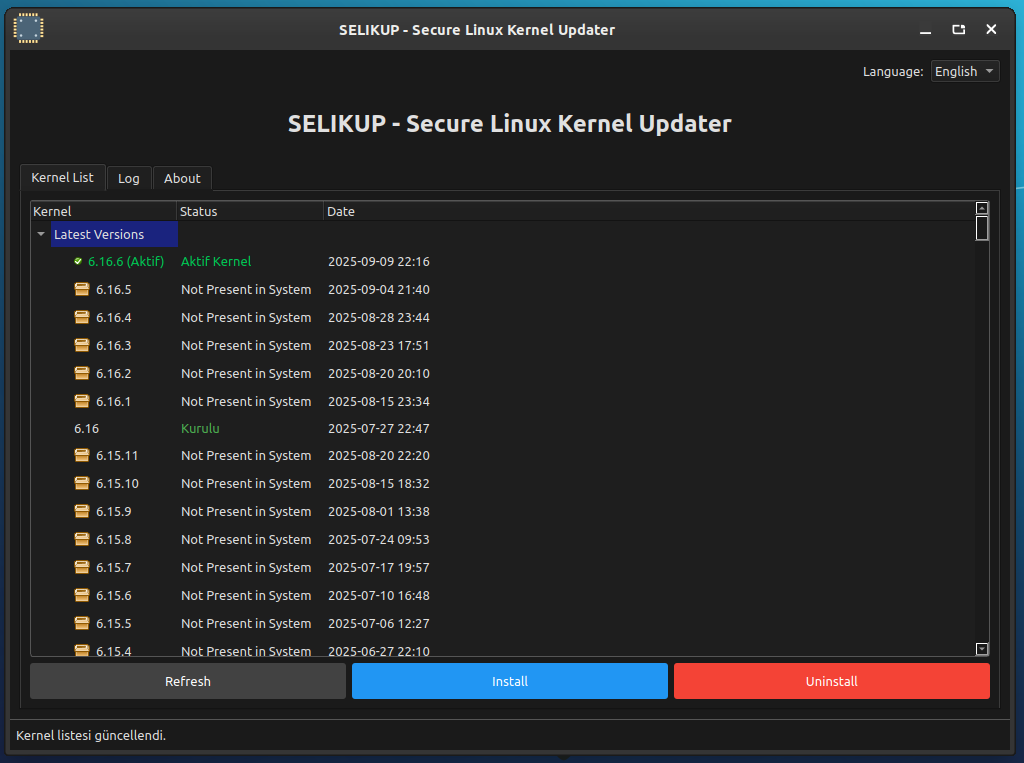 SELIKUP - Secure Linux Kernel Updater
Language: English
SELIKUP - Secure Linux Kernel Updater
Kernel List Log About
Kernel Status Date
Latest Versions
6.16.6 (Aktif) Aktif Kernel 2025-09-09 22:16
6.16.5 Not Present in System 2025-09-04 21:40
6.16.4 Not Present in System 2025-08-28 23:44
6.16.3 Not Present in System 2025-08-23 17:51
6.16.2 Not Present in System 2025-08-20 20:10
6.16.1 Not Present in System 2025-08-15 23:34
6.16 Kurulu 2025-07-27 22:47
6.15.11 Not Present in System 2025-08-20 22:20
6.15.10 Not Present in System 2025-08-15 18:32
6.15.9 Not Present in System 2025-08-01 13:38
6.15.8 Not Present in System 2025-07-24 09:53
6.15.7 Not Present in System 2025-07-17 19:57
6.15.6 Not Present in System 2025-07-10 16:48
6.15.5 Not Present in System 2025-07-06 12:27
6.15.4 Not Present in System 2025-06-27 22:10
Refresh Install Uninstall
Kernel listesi güncellendi.